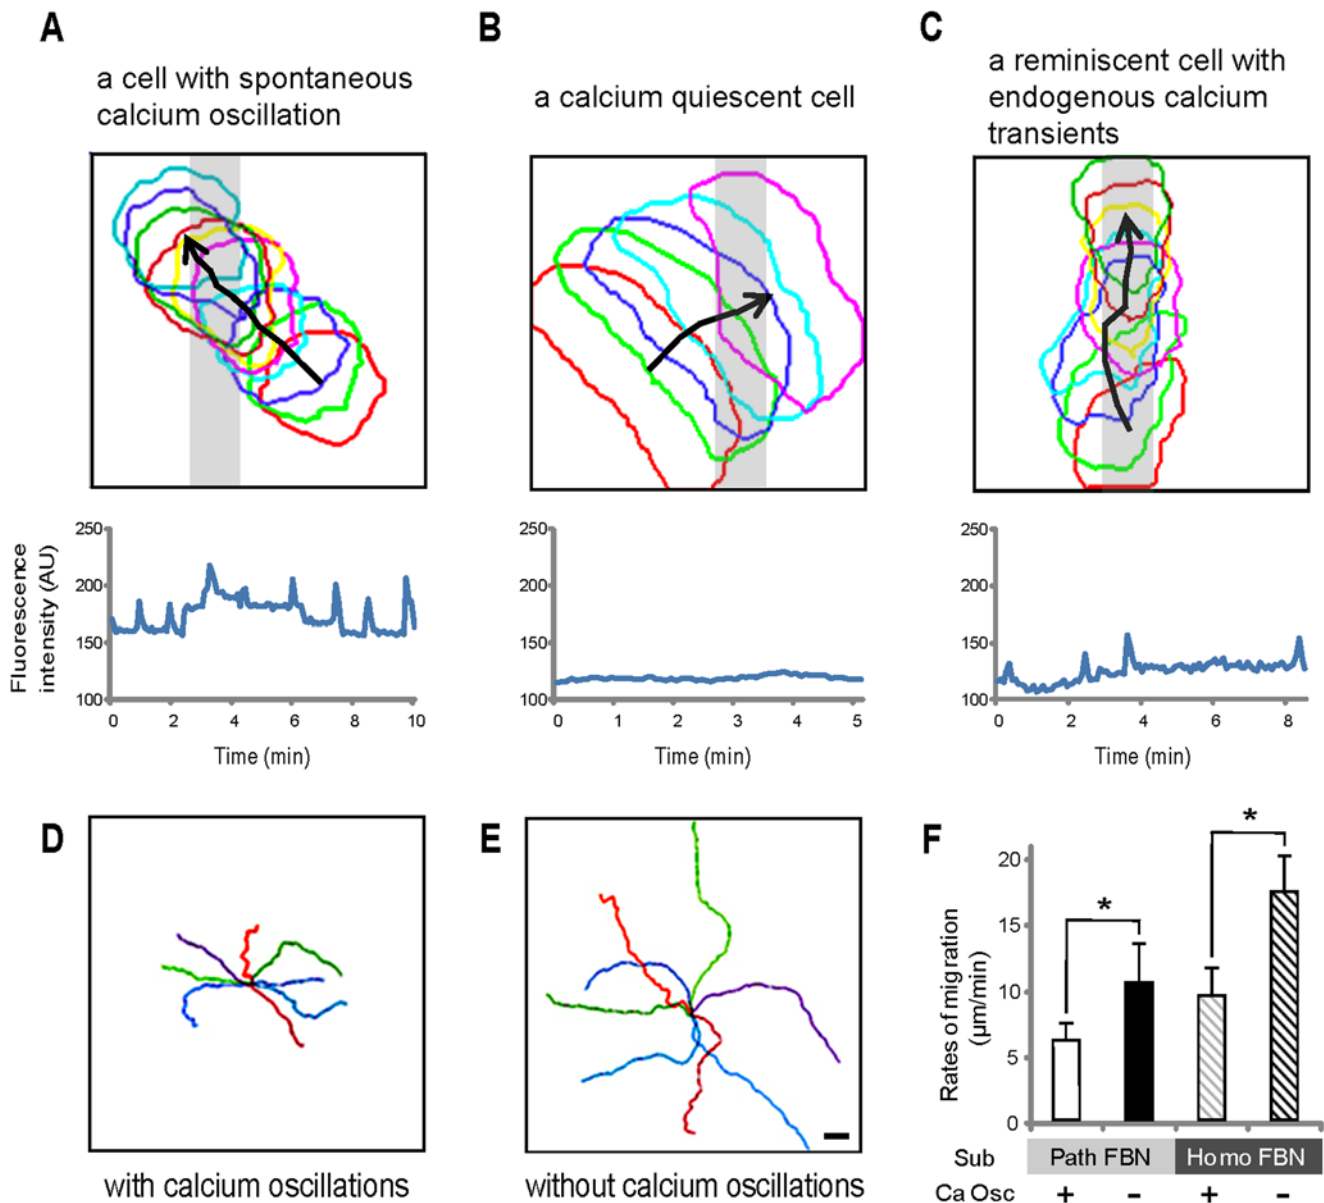 A
a cell with spontaneous
calcium oscillation
B
a calcium quiescent cell
C
a reminiscent cell with
endogenous calcium
transients
Fluorescence
intensity (AU)
250
200
150
100
0 2 4 6 8 10
Time (min)
250
200
150
100
0 1 2 3 4 5
Time (min)
250
200
150
100
0 2 4 6 8
Time (min)
D
with calcium oscillations
E
without calcium oscillations
F
Rates of migration
(µm/min)
20
15
10
5
0
*
*
Sub Path FBN Homo FBN
Ca Osc + - + -